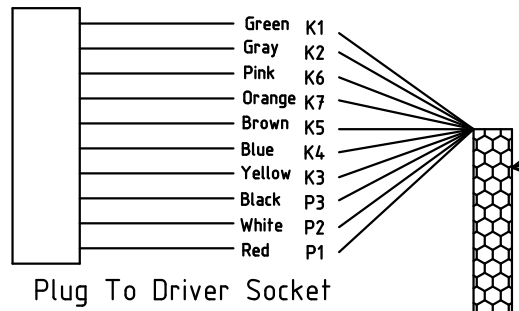 Green K1
Gray K2
Pink K6
Orange K7
Brown K5
Blue K4
Yellow K3
Black P3
White P2
Red P1
Plug To Driver Socket